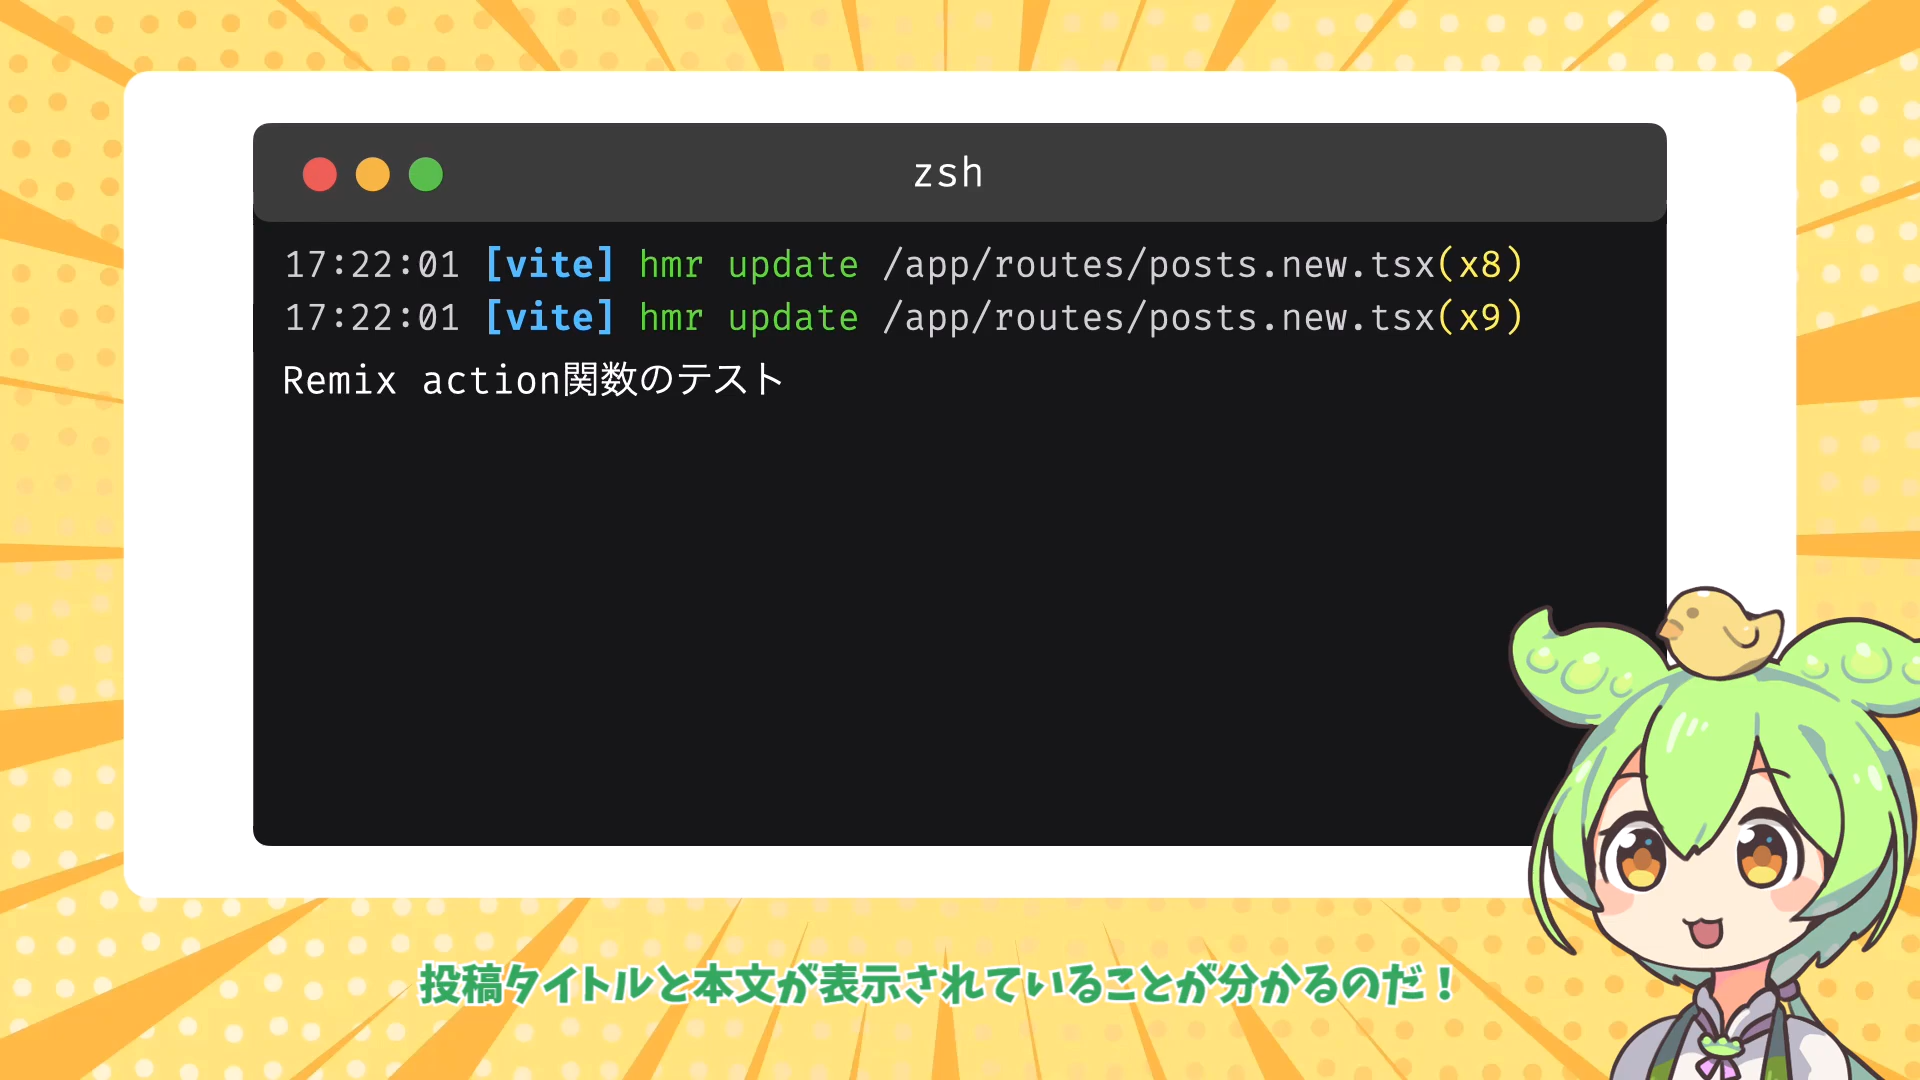 zsh
17:22:01 [vite] hmr update /app/routes/posts.new.tsx(x8)
17:22:01 [vite] hmr update /app/routes/posts.new.tsx(x9)
Remix action関数のテスト
投稿タイトルと本文が表示されていることが分かるのだ！